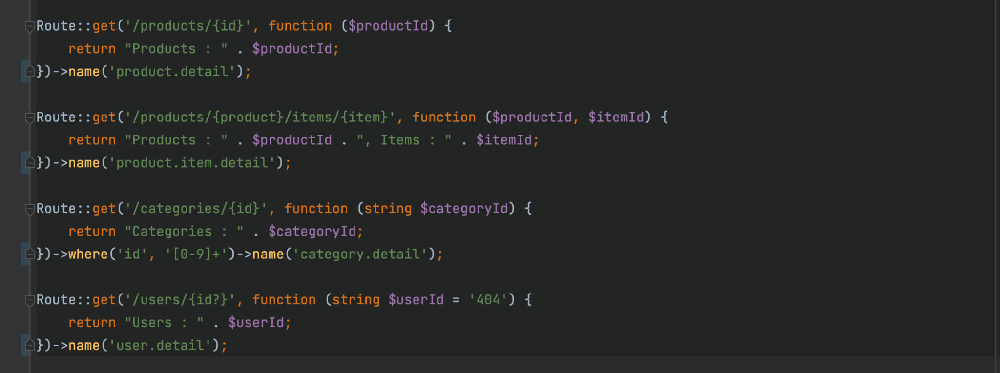 Route::get('/products/{id}', function ($productId) {
    return "Products : " . $productId;
})->name('product.detail');
Route::get('/products/{product}/items/{item}', function ($productId, $itemId) {
    return "Products : " . $productId . ", Items : " . $itemId;
})->name('product.item.detail');
Route::get('/categories/{id}', function (string $categoryId) {
    return "Categories : " . $categoryId;
})->where('id', '[0-9]+')->name('category.detail');
Route::get('/users/{id?}', function (string $userId = '404') {
    return "Users : " . $userId;
})->name('user.detail');